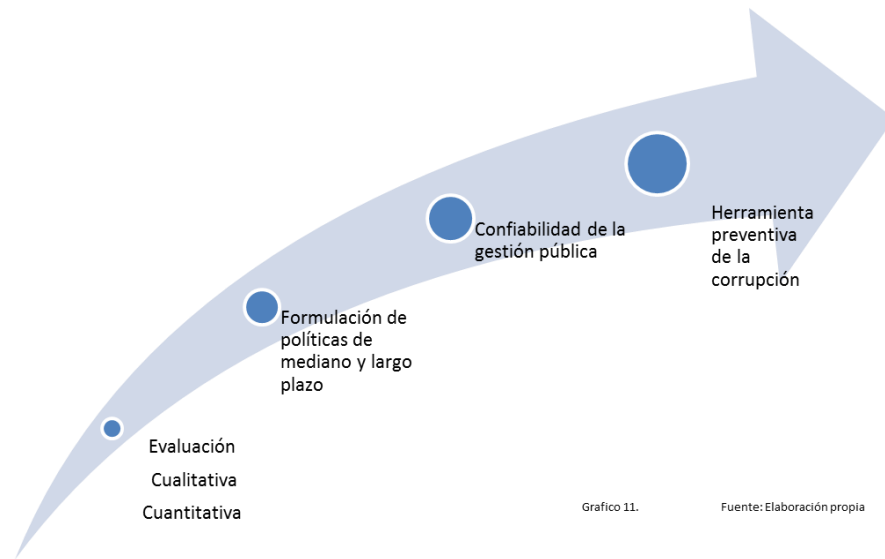 Evaluación
Cualitativa
Cuantitativa
Formulación de
políticas de
mediano y largo
plazo
Confiabilidad de la
gestión pública
Herramienta
preventiva
de la
corrupción
Grafico 11. Fuente: Elaboración propia